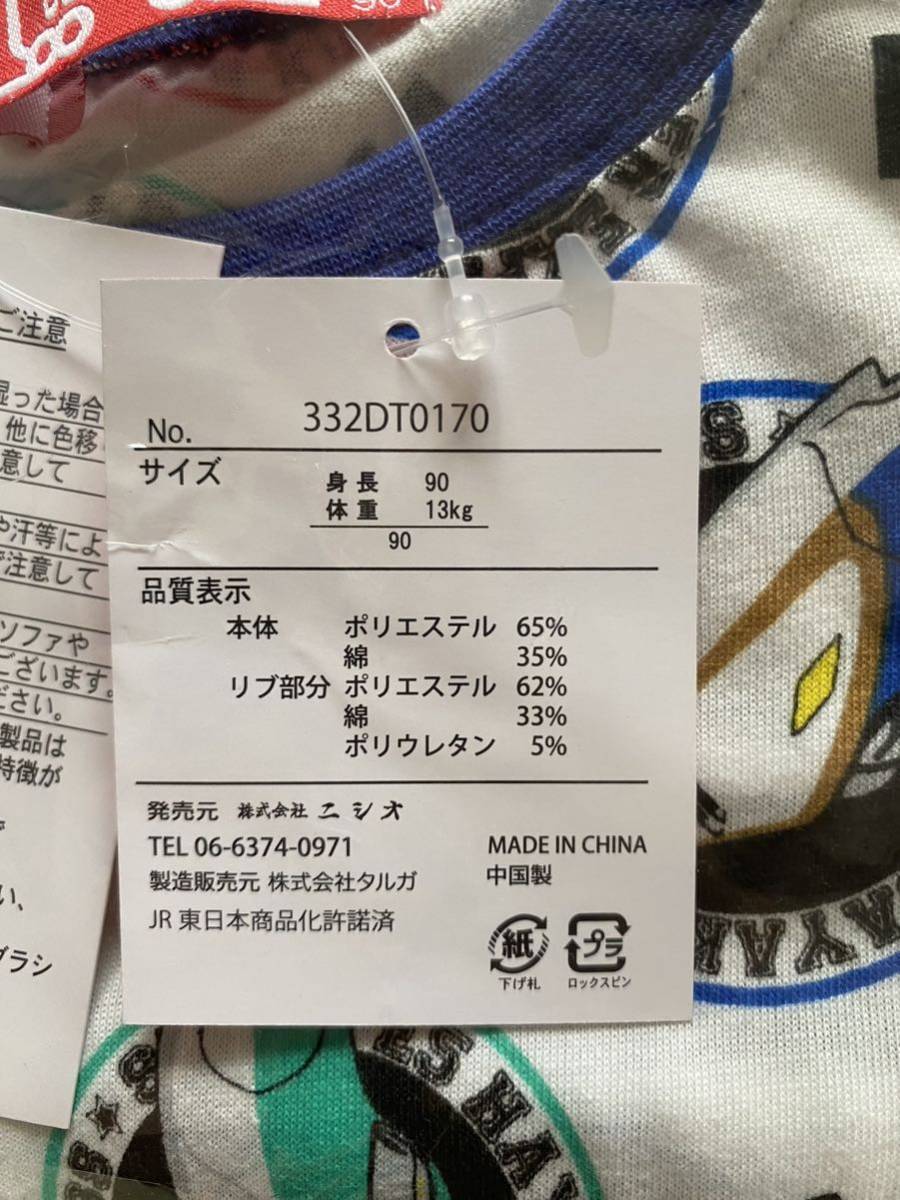 90
ご注意
湿った場合
他に色移
意して
や汗等によ
ご注意して
ソファや
ございます。
ださい。
製品は
特徴が
い、
ブラシ
No. 332DT0170
サイズ
身長 90
体重 13kg
90
品質表示
本体 ポリエステル 65%
綿 35%
リブ部分 ポリエステル 62%
綿 33%
ポリウレタン 5%
発売元 株式会社 ニシオ
TEL 06-6374-0971
製造販売元 株式会社タルガ
JR 東日本商品化許諾済
MADE IN CHINA
中国製
紙
下げ札
プラ
ロックスピン